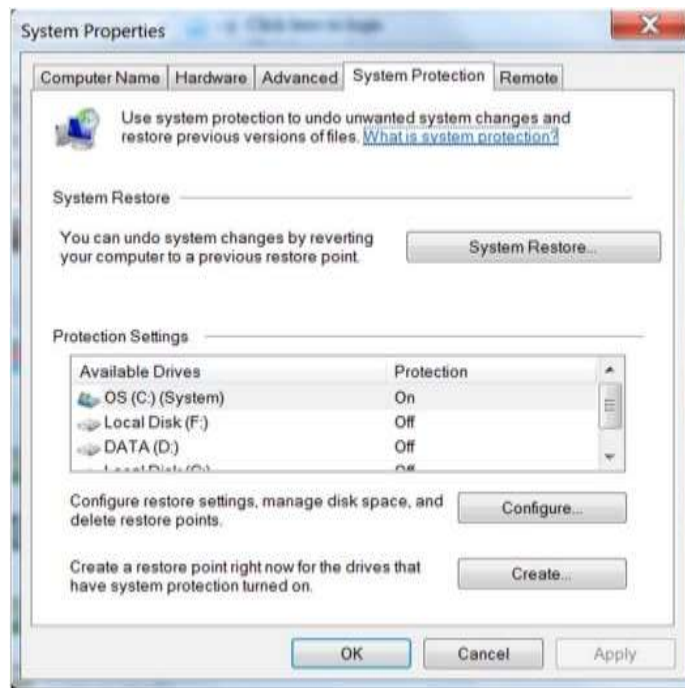 System Properties
Computer Name Hardware Advanced System Protection Remote
Use system protection to undo unwanted system changes and
restore previous versions of files. What is system protection?
System Restore
You can undo system changes by reverting
your computer to a previous restore point.
System Restore...
Protection Settings
Available Drives Protection
OS (C:) (System) On
Local Disk (F:) Off
DATA (D:) Off
Configure restore settings, manage disk space, and
delete restore points.
Configure...
Create a restore point right now for the drives that
have system protection turned on.
Create...
OK Cancel Apply